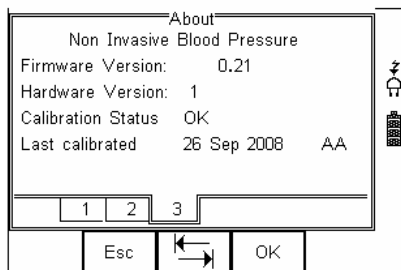 About
Non Invasive Blood Pressure
Firmware Version: 0.21
Hardware Version: 1
Calibration Status OK
Last calibrated 26 Sep 2008 AA
1 2 3
Esc OK